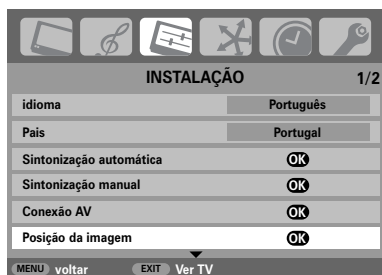 INSTALAÇÃO 1/2
idioma Português
Pais Portugal
Sintonização automática OK
Sintonização manual OK
Conexão AV OK
Posição da imagem OK
MENU voltar EXIT Ver TV